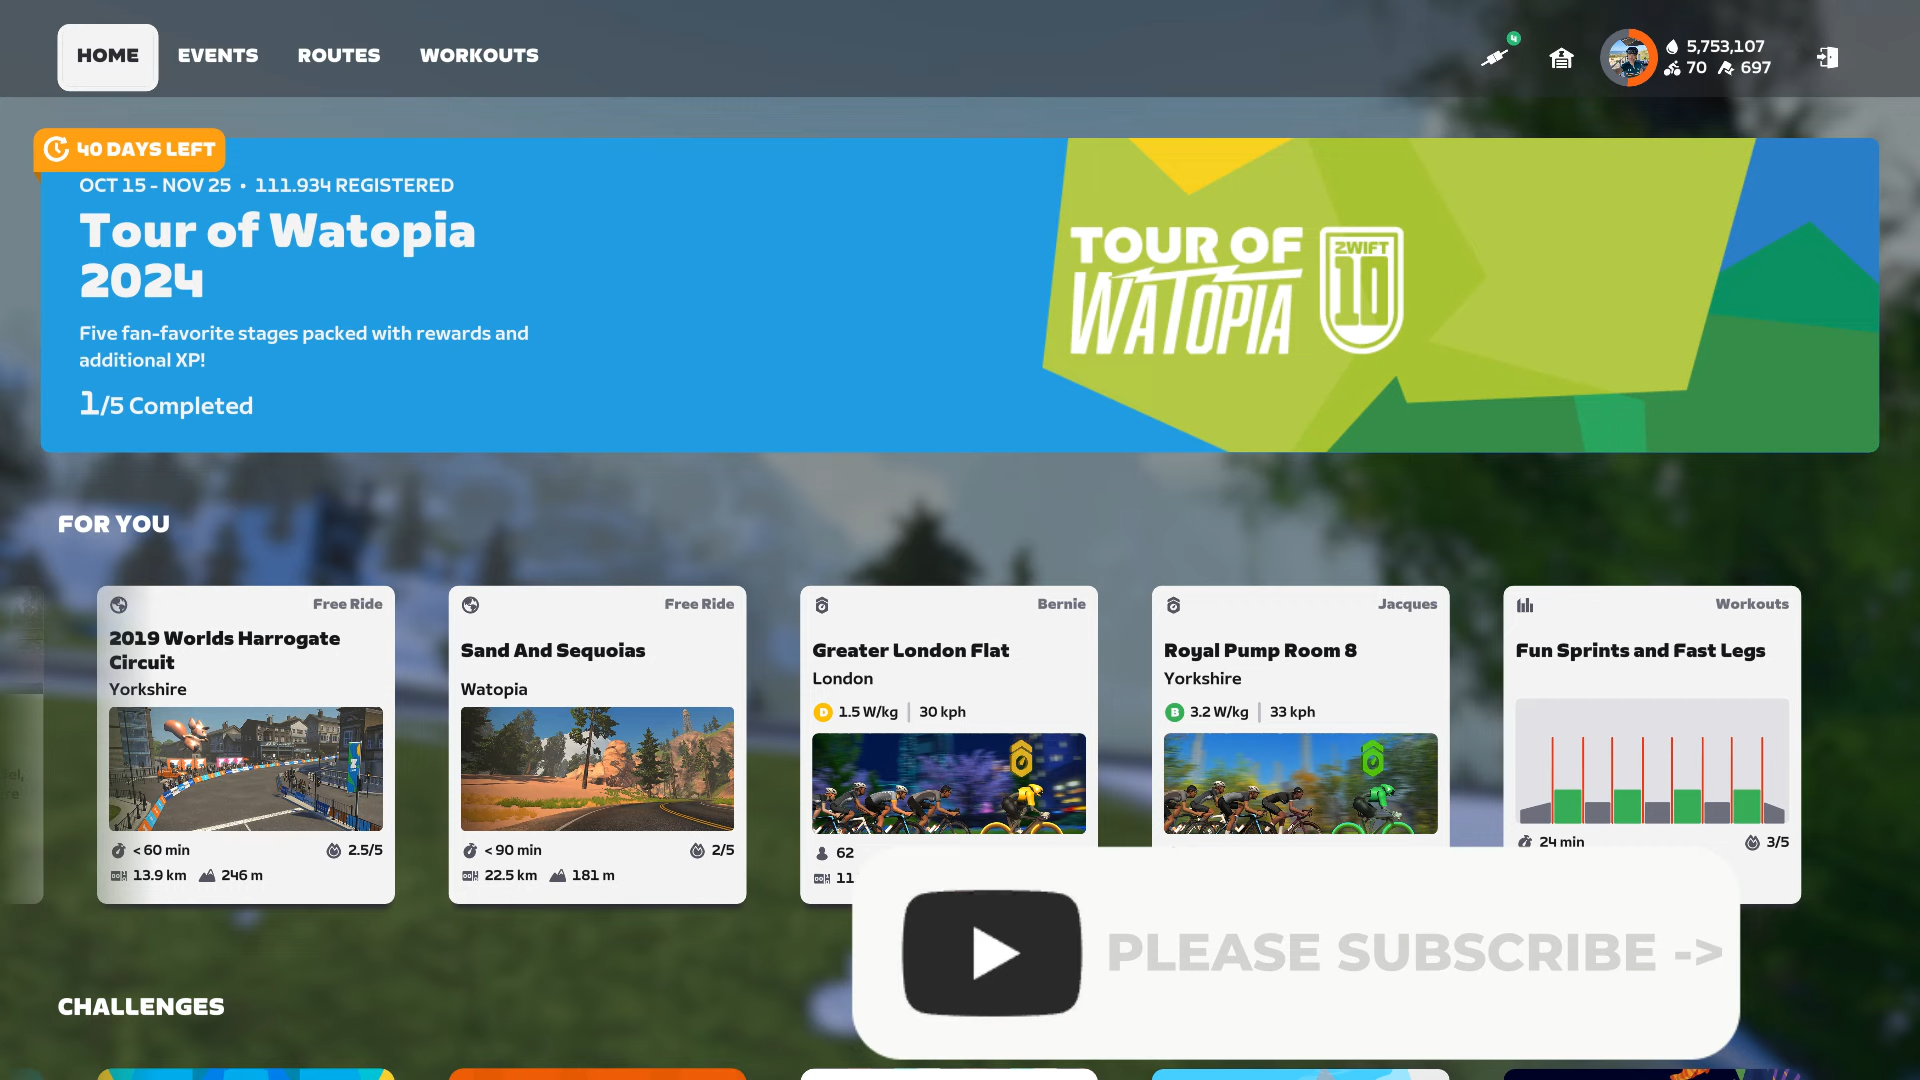 HOME
EVENTS
ROUTES
WORKOUTS
4
5,753,107
70
697
40 DAYS LEFT
OCT 15 - NOV 25 • 111.934 REGISTERED
Tour of Watopia
2024
Five fan-favorite stages packed with rewards and
additional XP!
1/5 Completed
TOUR OF
WATOPIA
ZWIFT
10
FOR YOU
Free Ride
2019 Worlds Harrogate
Circuit
Yorkshire
< 60 min
2.5/5
13.9 km
246 m
Free Ride
Sand And Sequoias
Watopia
< 90 min
2/5
22.5 km
181 m
Bernie
Greater London Flat
London
D 1.5 W/kg | 30 kph
62
11
Jacques
Royal Pump Room 8
Yorkshire
B 3.2 W/kg | 33 kph
Workouts
Fun Sprints and Fast Legs
24 min
3/5
PLEASE SUBSCRIBE ->
CHALLENGES